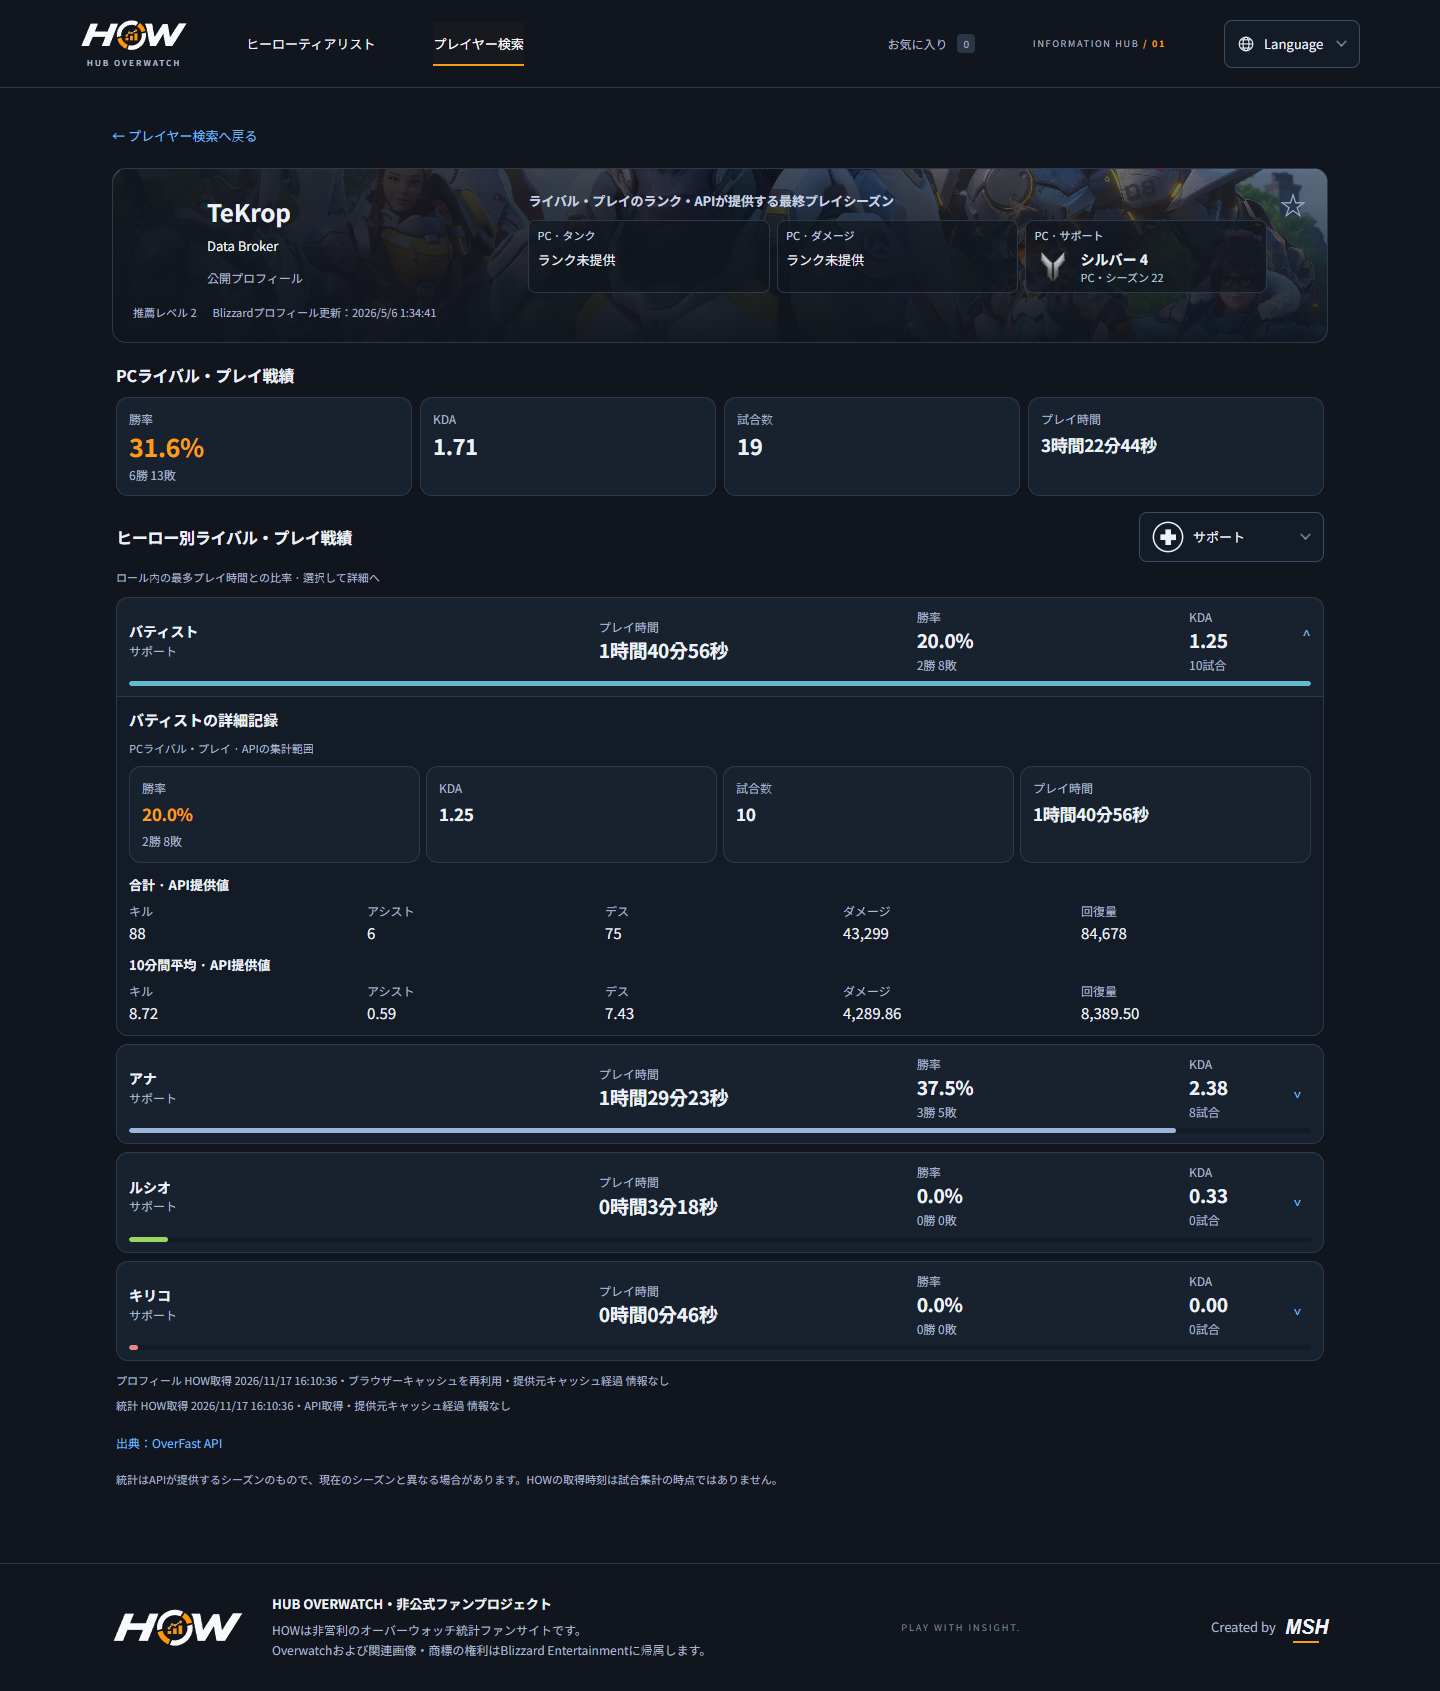 HOW
HUB OVERWATCH
ヒーローティアリスト
プレイヤー検索
お気に入り 0
INFORMATION HUB / 01
Language
← プレイヤー検索へ戻る
TeKrop
Data Broker
公開プロフィール
推薦レベル 2 Blizzardプロフィール更新：2026/5/6 1:34:41
ライバル・プレイのランク・APIが提供する最終プレイシーズン
PC・タンク
ランク未提供
PC・ダメージ
ランク未提供
PC・サポート
シルバー 4
PC・シーズン 22
PCライバル・プレイ戦績
勝率
31.6%
6勝 13敗
KDA
1.71
試合数
19
プレイ時間
3時間22分44秒
ヒーロー別ライバル・プレイ戦績
サポート
ロール内の最多プレイ時間との比率・選択して詳細へ
バティスト
サポート
プレイ時間
1時間40分56秒
勝率
20.0%
2勝 8敗
KDA
1.25
10試合
バティストの詳細記録
PCライバル・プレイ・APIの集計範囲
勝率
20.0%
2勝 8敗
KDA
1.25
試合数
10
プレイ時間
1時間40分56秒
合計・API提供値
キル アシスト デス ダメージ 回復量
88 6 75 43,299 84,678
10分間平均・API提供値
キル アシスト デス ダメージ 回復量
8.72 0.59 7.43 4,289.86 8,389.50
アナ
サポート
プレイ時間
1時間29分23秒
勝率
37.5%
3勝 5敗
KDA
2.38
8試合
ルシオ
サポート
プレイ時間
0時間3分18秒
勝率
0.0%
0勝 0敗
KDA
0.33
0試合
キリコ
サポート
プレイ時間
0時間0分46秒
勝率
0.0%
0勝 0敗
KDA
0.00
0試合
プロフィール HOW取得 2026/11/17 16:10:36・ブラウザーキャッシュを再利用・提供元キャッシュ経過 情報なし
統計 HOW取得 2026/11/17 16:10:36・API取得・提供元キャッシュ経過 情報なし
出典：OverFast API
統計はAPIが提供するシーズンのもので、現在のシーズンと異なる場合があります。HOWの取得時刻は試合集計の時点ではありません。
HOW
HUB OVERWATCH・非公式ファンプロジェクト
HOWは非営利のオーバーウォッチ統計ファンサイトです。
Overwatchおよび関連画像・商標の権利はBlizzard Entertainmentに帰属します。
PLAY WITH INSIGHT.
Created by MSH